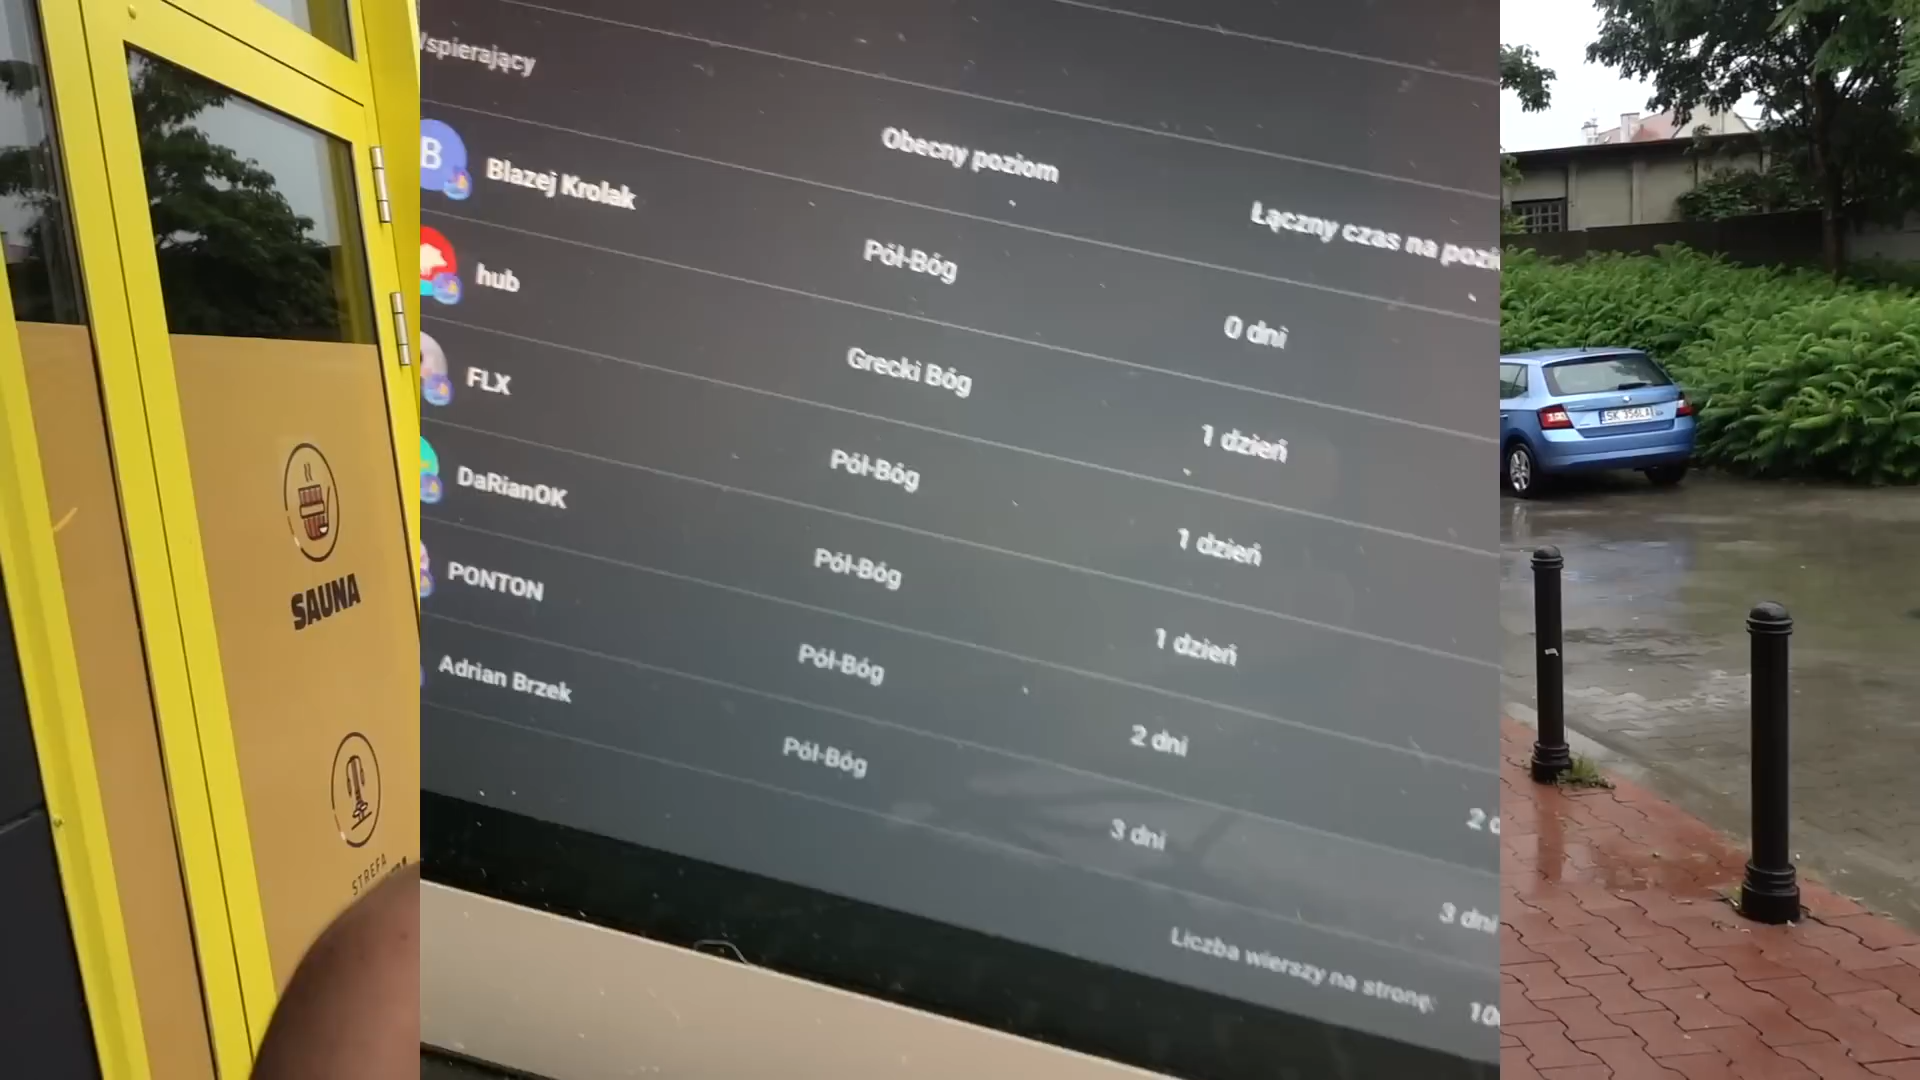 Wspierający
Obecny poziom
Łączny czas na pozi
B
Blazej Krolak
Pół-Bóg
0 dni
hub
Grecki Bóg
1 dzień
FLX
Pół-Bóg
1 dzień
DaRianOK
Pół-Bóg
1 dzień
PONTON
Pół-Bóg
2 dni
2 d
Adrian Brzek
Pół-Bóg
3 dni
3 dni
Liczba wierszy na stronę:
10
SAUNA
STREFA
SK 356LA